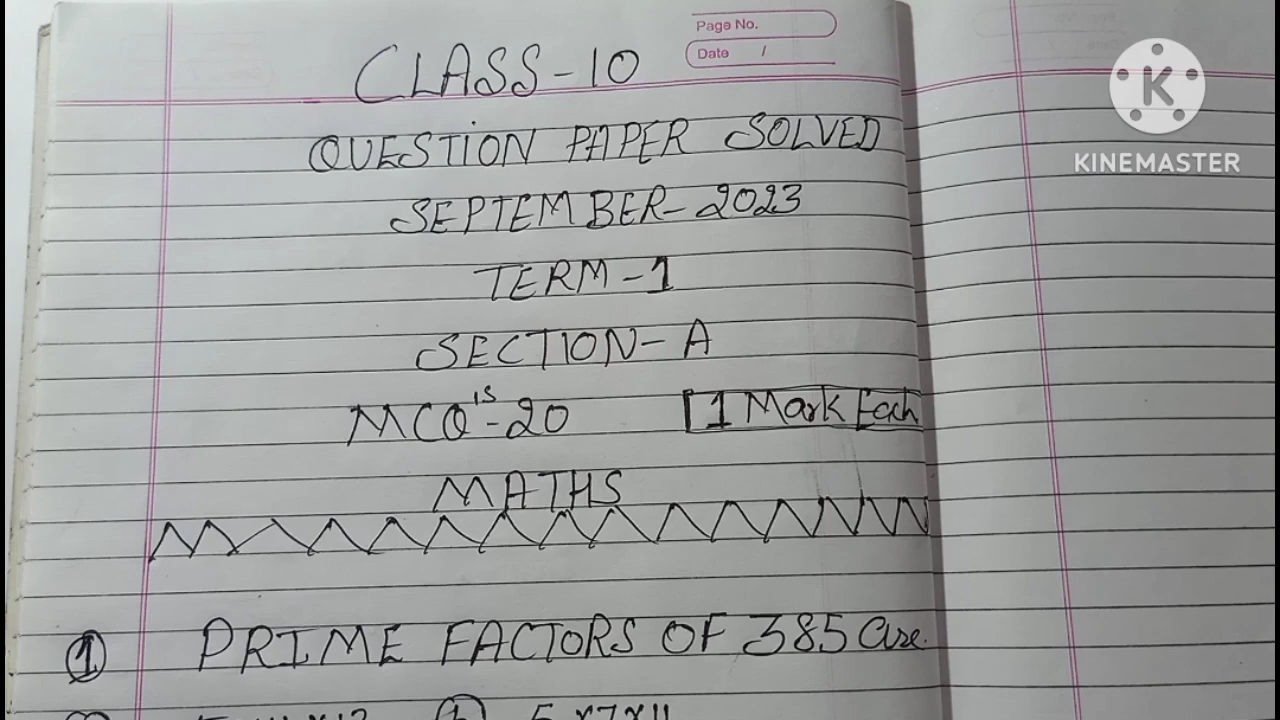 Page No.
Date /
CLASS-10
QUESTION PAPER SOLVED
SEPTEMBER-2023
TERM-1
SECTION-A
MCQ'S-20 [1 Mark Each
MATHS
① PRIME FACTORS OF 385 are.
ⓑ 5x7x11
K
KINEMASTER